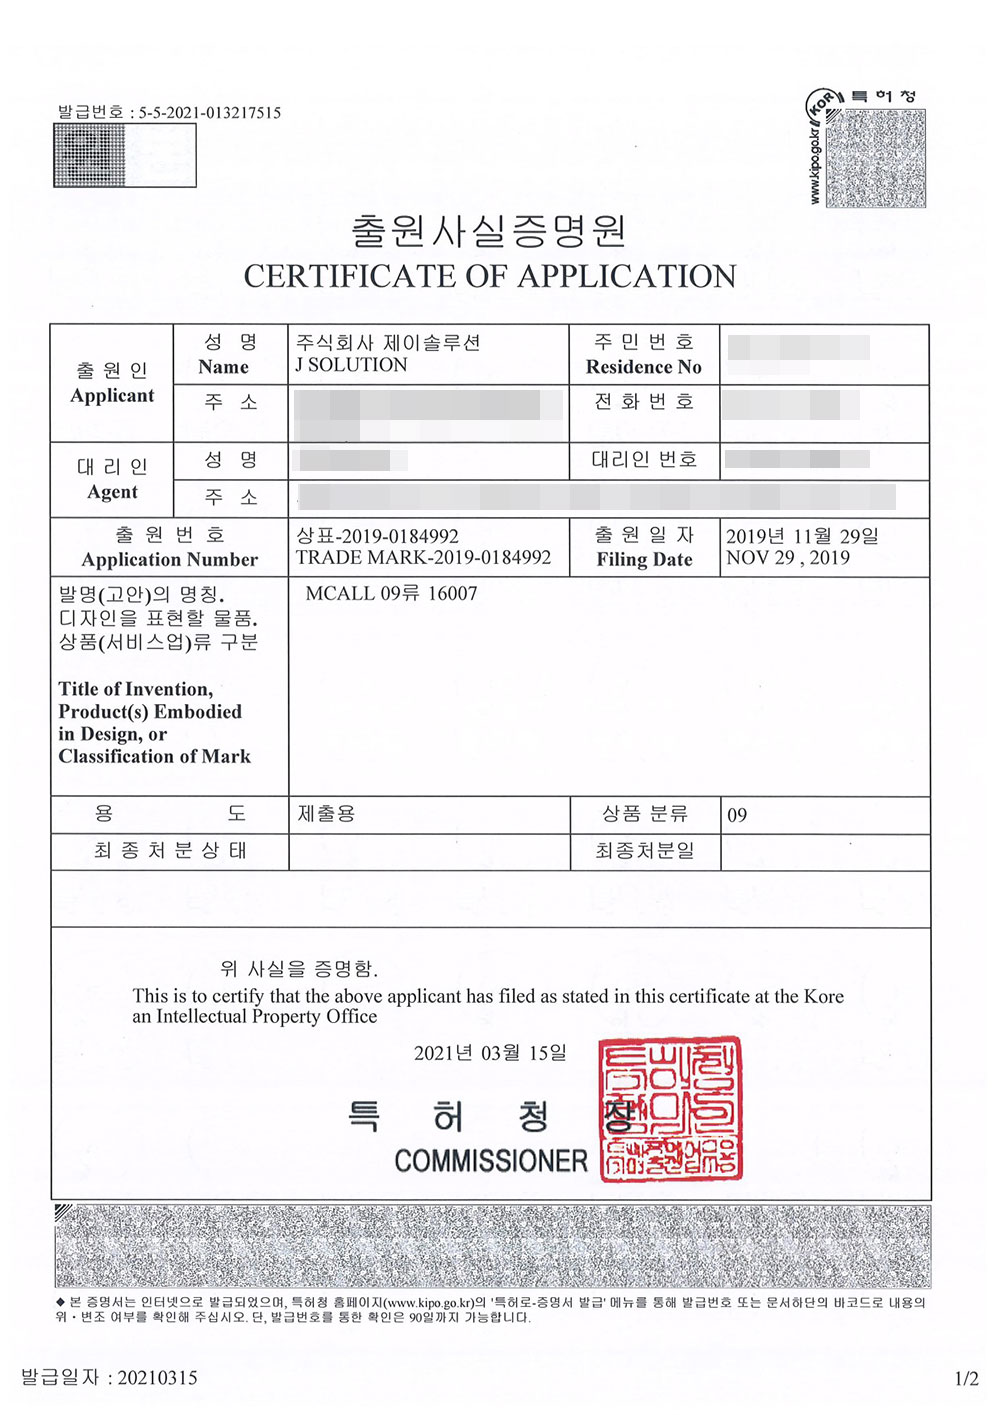 발급번호 : 5-5-2021-013217515
KOR 특허청
www.kipo.go.kr
출원사실증명원
CERTIFICATE OF APPLICATION
출원인
Applicant
성 명
Name
주식회사 제이솔루션
J SOLUTION
주민번호
Residence No
주 소
전화번호
대리인
Agent
성 명
대리인 번호
주 소
출원번호
Application Number
상표-2019-0184992
TRADE MARK-2019-0184992
출원일자
Filing Date
2019년 11월 29일
NOV 29 , 2019
발명(고안)의 명칭.
디자인을 표현할 물품.
상품(서비스업)류 구분
Title of Invention,
Product(s) Embodied
in Design, or
Classification of Mark
MCALL 09류 16007
용 도
제출용
상품 분류
09
최종처분상태
최종처분일
위 사실을 증명함.
This is to certify that the above applicant has filed as stated in this certificate at the Kore
an Intellectual Property Office
2021년 03월 15일
특 허 청 장
COMMISSIONER
◆ 본 증명서는 인터넷으로 발급되었으며, 특허청 홈페이지(www.kipo.go.kr)의 '특허로-증명서 발급' 메뉴를 통해 발급번호 또는 문서하단의 바코드로 내용의
위·변조 여부를 확인해 주십시오. 단, 발급번호를 통한 확인은 90일까지 가능합니다.
발급일자 : 20210315
1/2